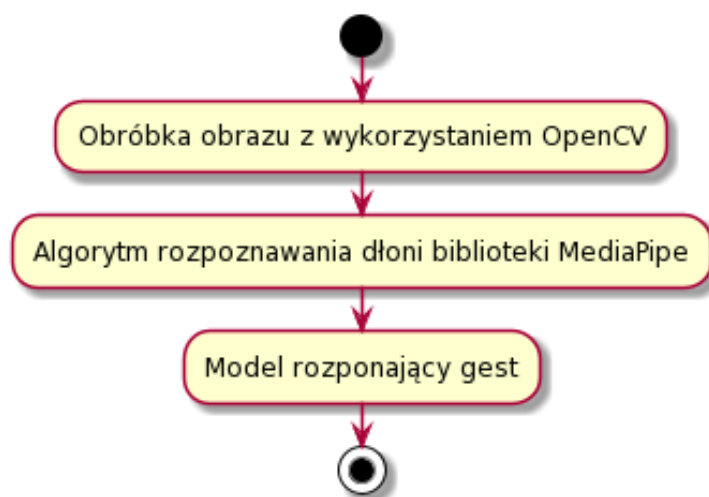 Obróbka obrazu z wykorzystaniem OpenCV
Algorytm rozpoznawania dłoni biblioteki MediaPipe
Model rozponający gest